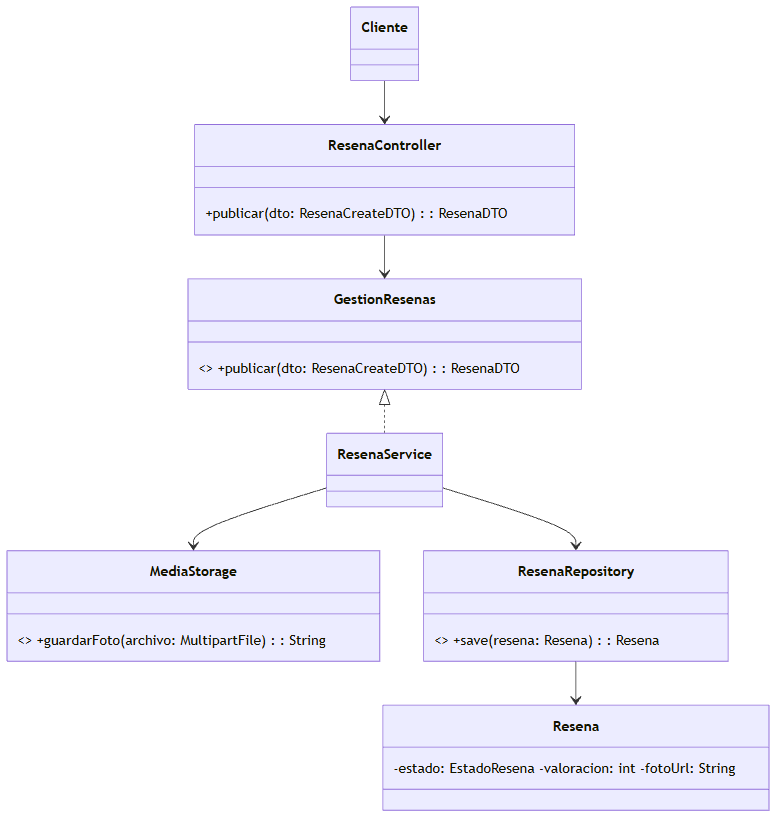 Cliente
ResenaController
+publicar(dto: ResenaCreateDTO) : : ResenaDTO
GestionResenas
<> +publicar(dto: ResenaCreateDTO) : : ResenaDTO
ResenaService
MediaStorage
<> +guardarFoto(archivo: MultipartFile) : : String
ResenaRepository
<> +save(resena: Resena) : : Resena
Resena
-estado: EstadoResena -valoracion: int -fotoUrl: String